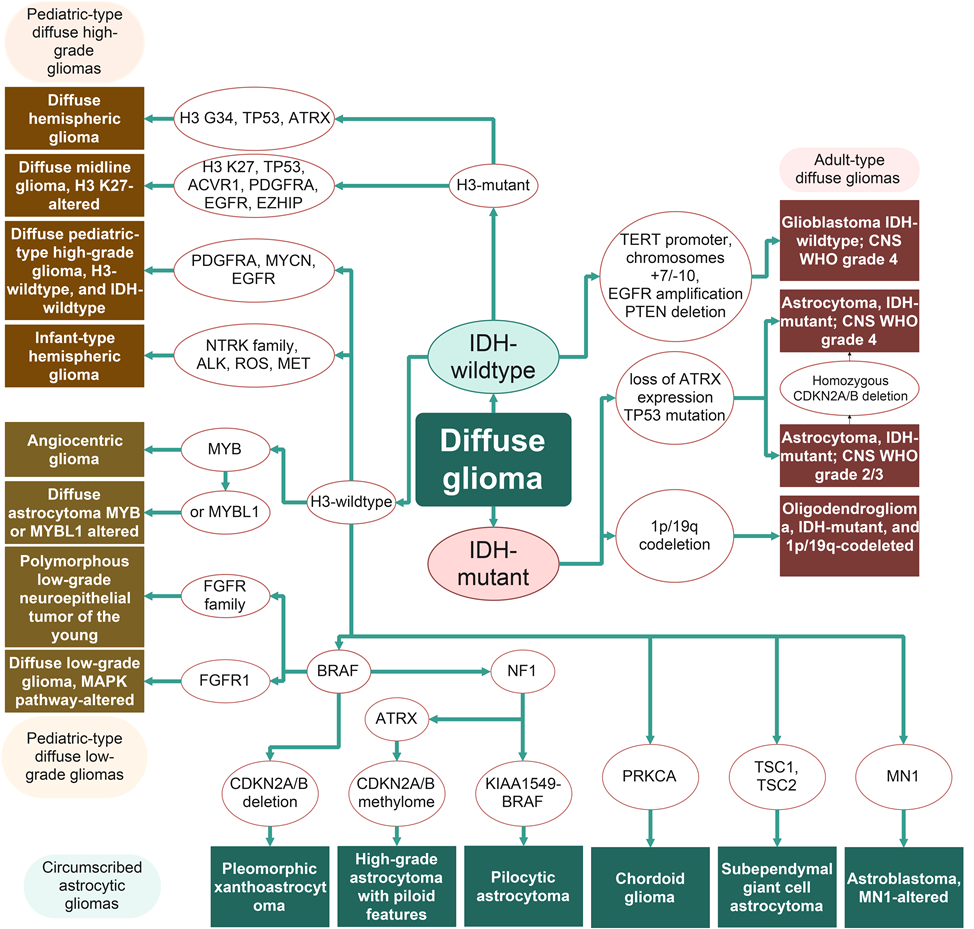 Pediatric-type
diffuse high-
grade
gliomas
Diffuse
hemispheric
glioma
H3 G34, TP53, ATRX
Diffuse midline
glioma, H3 K27-
altered
H3 K27, TP53,
ACVR1, PDGFRA,
EGFR, EZHIP
H3-mutant
Diffuse pediatric-
type high-grade
glioma, H3-
wildtype, and IDH-
wildtype
PDGFRA, MYCN,
EGFR
Infant-type
hemispheric
glioma
NTRK family,
ALK, ROS, MET
IDH-
wildtype
TERT promoter,
chromosomes
+7/-10,
EGFR amplification
PTEN deletion
Adult-type
diffuse gliomas
Glioblastoma IDH-
wildtype; CNS
WHO grade 4
Astrocytoma, IDH-
mutant; CNS WHO
grade 4
loss of ATRX
expression
TP53 mutation
Homozygous
CDKN2A/B deletion
Astrocytoma, IDH-
mutant; CNS WHO
grade 2/3
Diffuse
glioma
IDH-
mutant
1p/19q
codeletion
Oligodendrogliom
a, IDH-mutant, and
1p/19q-codeleted
Angiocentric
glioma
MYB
Diffuse
astrocytoma MYB
or MYBL1 altered
or MYBL1
H3-wildtype
Polymorphous
low-grade
neuroepithelial
tumor of the
young
FGFR
family
Diffuse low-grade
glioma, MAPK
pathway-altered
FGFR1
BRAF
NF1
Pediatric-type
diffuse low-
grade gliomas
ATRX
CDKN2A/B
deletion
CDKN2A/B
methylome
KIAA1549-
BRAF
PRKCA
TSC1,
TSC2
MN1
Circumscribed
astrocytic
gliomas
Pleomorphic
xanthoastrocyt
oma
High-grade
astrocytoma
with piloid
features
Pilocytic
astrocytoma
Chordoid
glioma
Subependymal
giant cell
astrocytoma
Astroblastoma,
MN1-altered